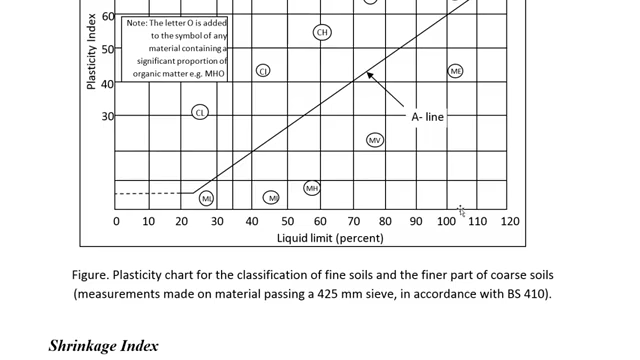 Plasticity Index
60
50
40
30
Note: The letter O is added
to the symbol of any
material containing a
significant proportion of
organic matter e.g. MHO
CH
CI
ME
CL
A- line
MV
MH
ML
0 10 20 30 40 50 60 70 80 90 100 110 120
Liquid limit (percent)
Figure. Plasticity chart for the classification of fine soils and the finer part of coarse soils
(measurements made on material passing a 425 mm sieve, in accordance with BS 410).
Shrinkage Index